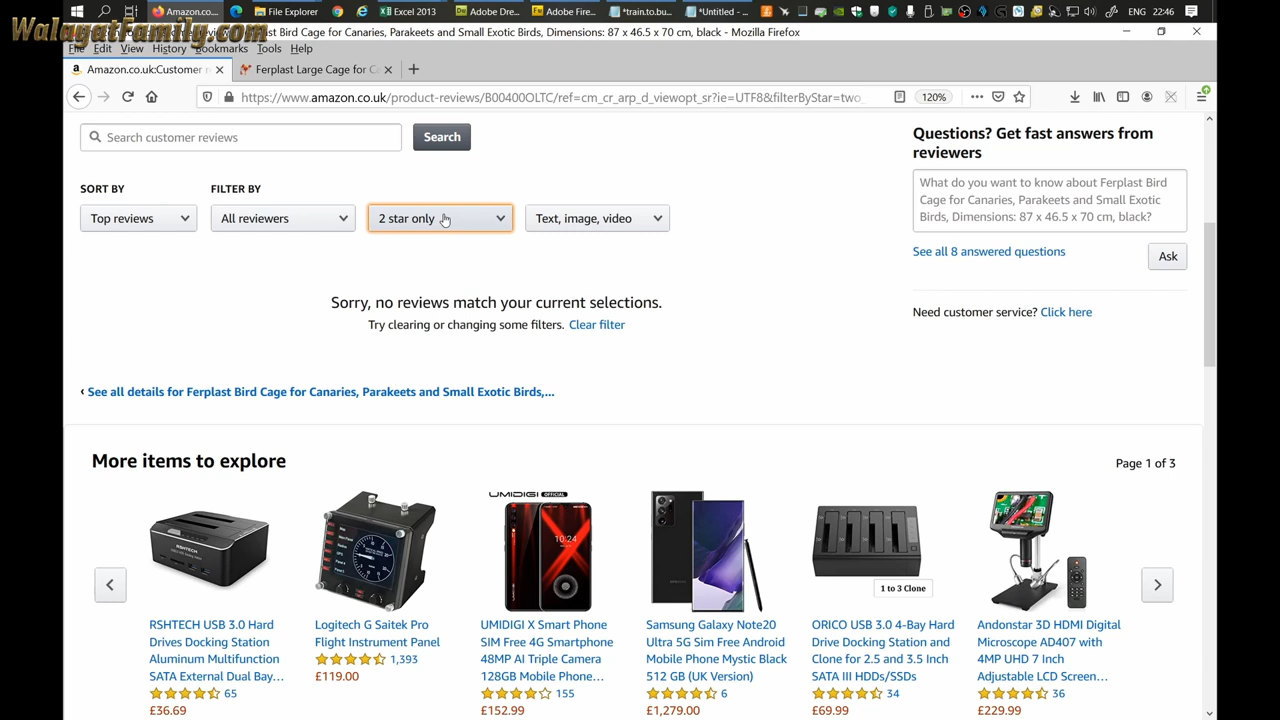 Amazon.co...
File Explorer
Excel 2013
Adobe Dre...
Adobe Fire...
*train.to.bu...
*Untitled - ...
ENG
22:46
WalagataFamily.com
Ferplast Bird Cage for Canaries, Parakeets and Small Exotic Birds, Dimensions: 87 x 46.5 x 70 cm, black - Mozilla Firefox
File Edit View History Bookmarks Tools Help
Amazon.co.uk:Customer r
Ferplast Large Cage for C
https://www.amazon.co.uk/product-reviews/B00400OLTC/ref=cm_cr_arp_d_viewopt_sr?ie=UTF8&filterByStar=two_
120%
Search customer reviews
Search
SORT BY
FILTER BY
Top reviews
All reviewers
2 star only
Text, image, video
Sorry, no reviews match your current selections.
Try clearing or changing some filters. Clear filter
‹ See all details for Ferplast Bird Cage for Canaries, Parakeets and Small Exotic Birds,...
Questions? Get fast answers from
reviewers
What do you want to know about Ferplast Bird
Cage for Canaries, Parakeets and Small Exotic
Birds, Dimensions: 87 x 46.5 x 70 cm, black?
See all 8 answered questions
Ask
Need customer service? Click here
More items to explore
Page 1 of 3
RSHTECH
UMIDIGI OFFICIAL
10:24
1 to 3 Clone
RSHTECH USB 3.0 Hard
Drives Docking Station
Aluminum Multifunction
SATA External Dual Bay...
65
£36.69
Logitech G Saitek Pro
Flight Instrument Panel
1,393
£119.00
UMIDIGI X Smart Phone
SIM Free 4G Smartphone
48MP AI Triple Camera
128GB Mobile Phone...
155
£152.99
Samsung Galaxy Note20
Ultra 5G Sim Free Android
Mobile Phone Mystic Black
512 GB (UK Version)
6
£1,279.00
ORICO USB 3.0 4-Bay Hard
Drive Docking Station and
Clone for 2.5 and 3.5 Inch
SATA III HDDs/SSDs
34
£69.99
Andonstar 3D HDMI Digital
Microscope AD407 with
4MP UHD 7 Inch
Adjustable LCD Screen...
36
£229.99